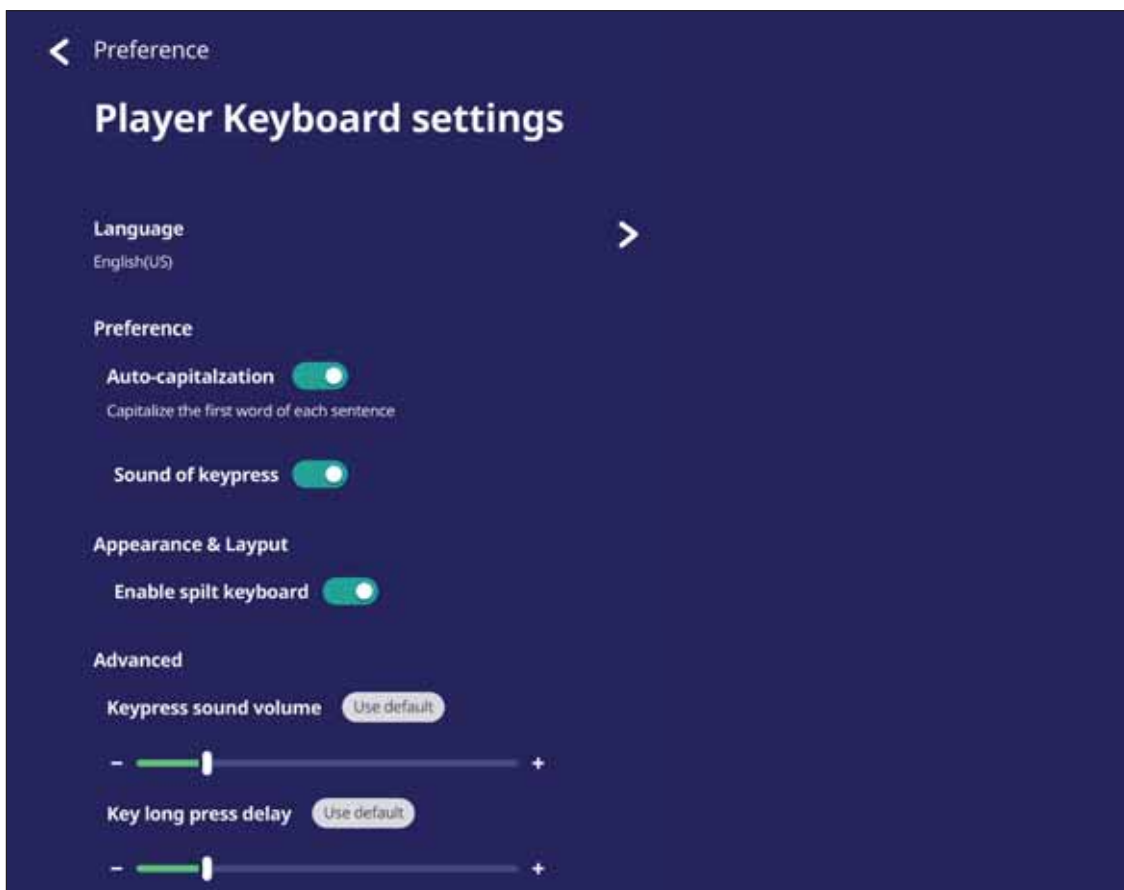 Preference
Player Keyboard settings
Language
English(US)
Preference
Auto-capitalzation
Capitalize the first word of each sentence
Sound of keypress
Appearance & Layput
Enable spilt keyboard
Advanced
Keypress sound volume Use default
- +
Key long press delay Use default
- +